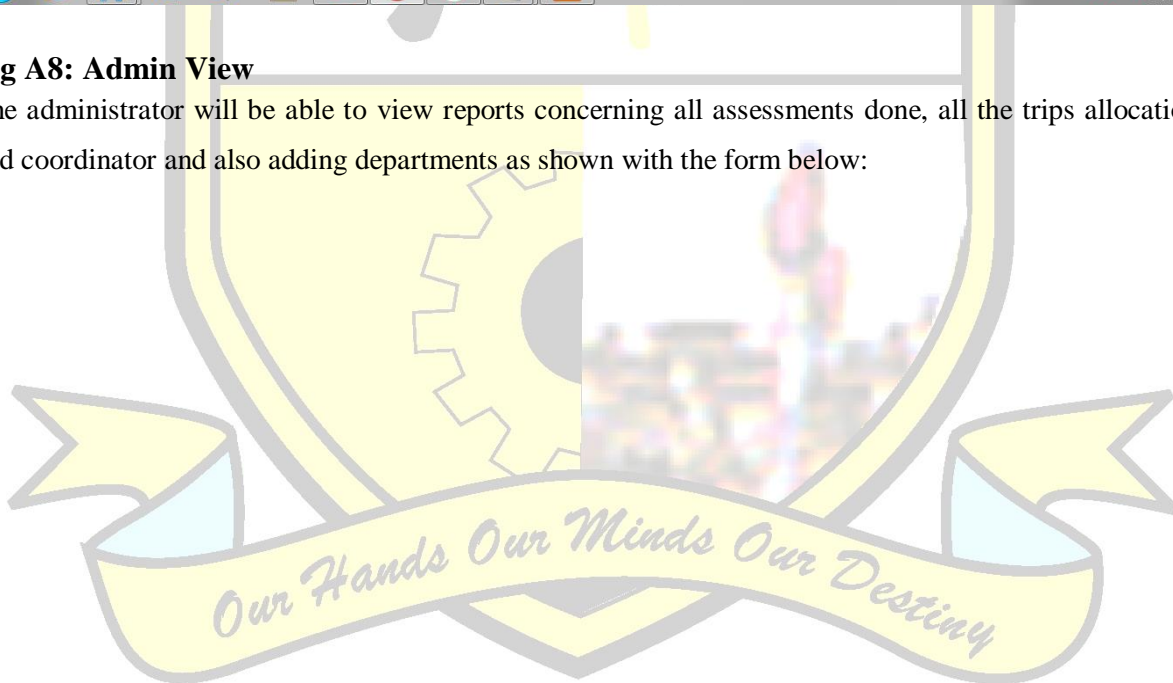 g A8: Admin View
ne administrator will be able to view reports concerning all assessments done, all the trips allocatio
d coordinator and also adding departments as shown with the form below:
Our Hands Our Minds Our Destiny